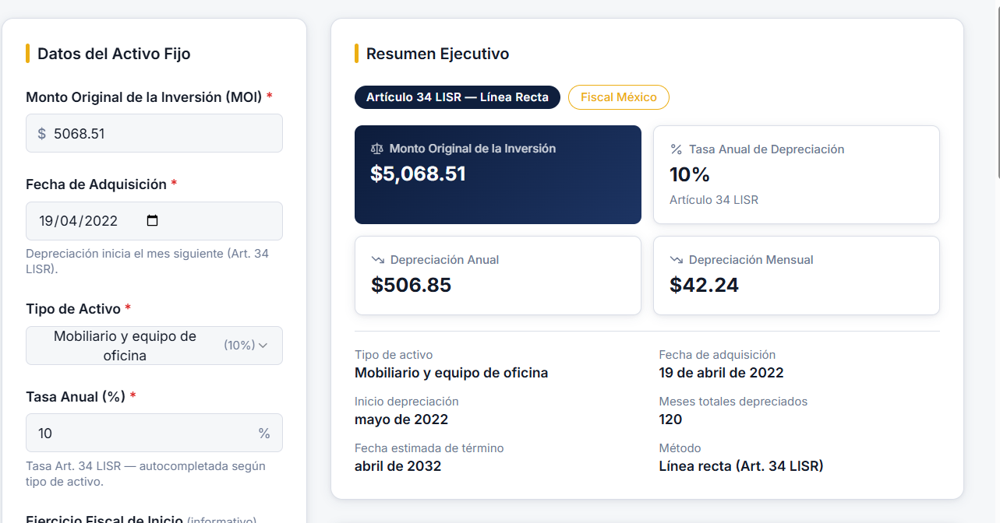 Datos del Activo Fijo
Monto Original de la Inversión (MOI) *
$ 5068.51
Fecha de Adquisición *
19/04/2022
Depreciación inicia el mes siguiente (Art. 34
LISR).
Tipo de Activo *
Mobiliario y equipo de
oficina
(10%)
Tasa Anual (%) *
10 %
Tasa Art. 34 LISR — autocompletada según
tipo de activo.
Ejercicio Fiscal de Inicio (informativo)
Resumen Ejecutivo
Artículo 34 LISR — Línea Recta
Fiscal México
Monto Original de la Inversión
$5,068.51
% Tasa Anual de Depreciación
10%
Artículo 34 LISR
Depreciación Anual
$506.85
Depreciación Mensual
$42.24
Tipo de activo
Mobiliario y equipo de oficina
Fecha de adquisición
19 de abril de 2022
Inicio depreciación
mayo de 2022
Meses totales depreciados
120
Fecha estimada de término
abril de 2032
Método
Línea recta (Art. 34 LISR)